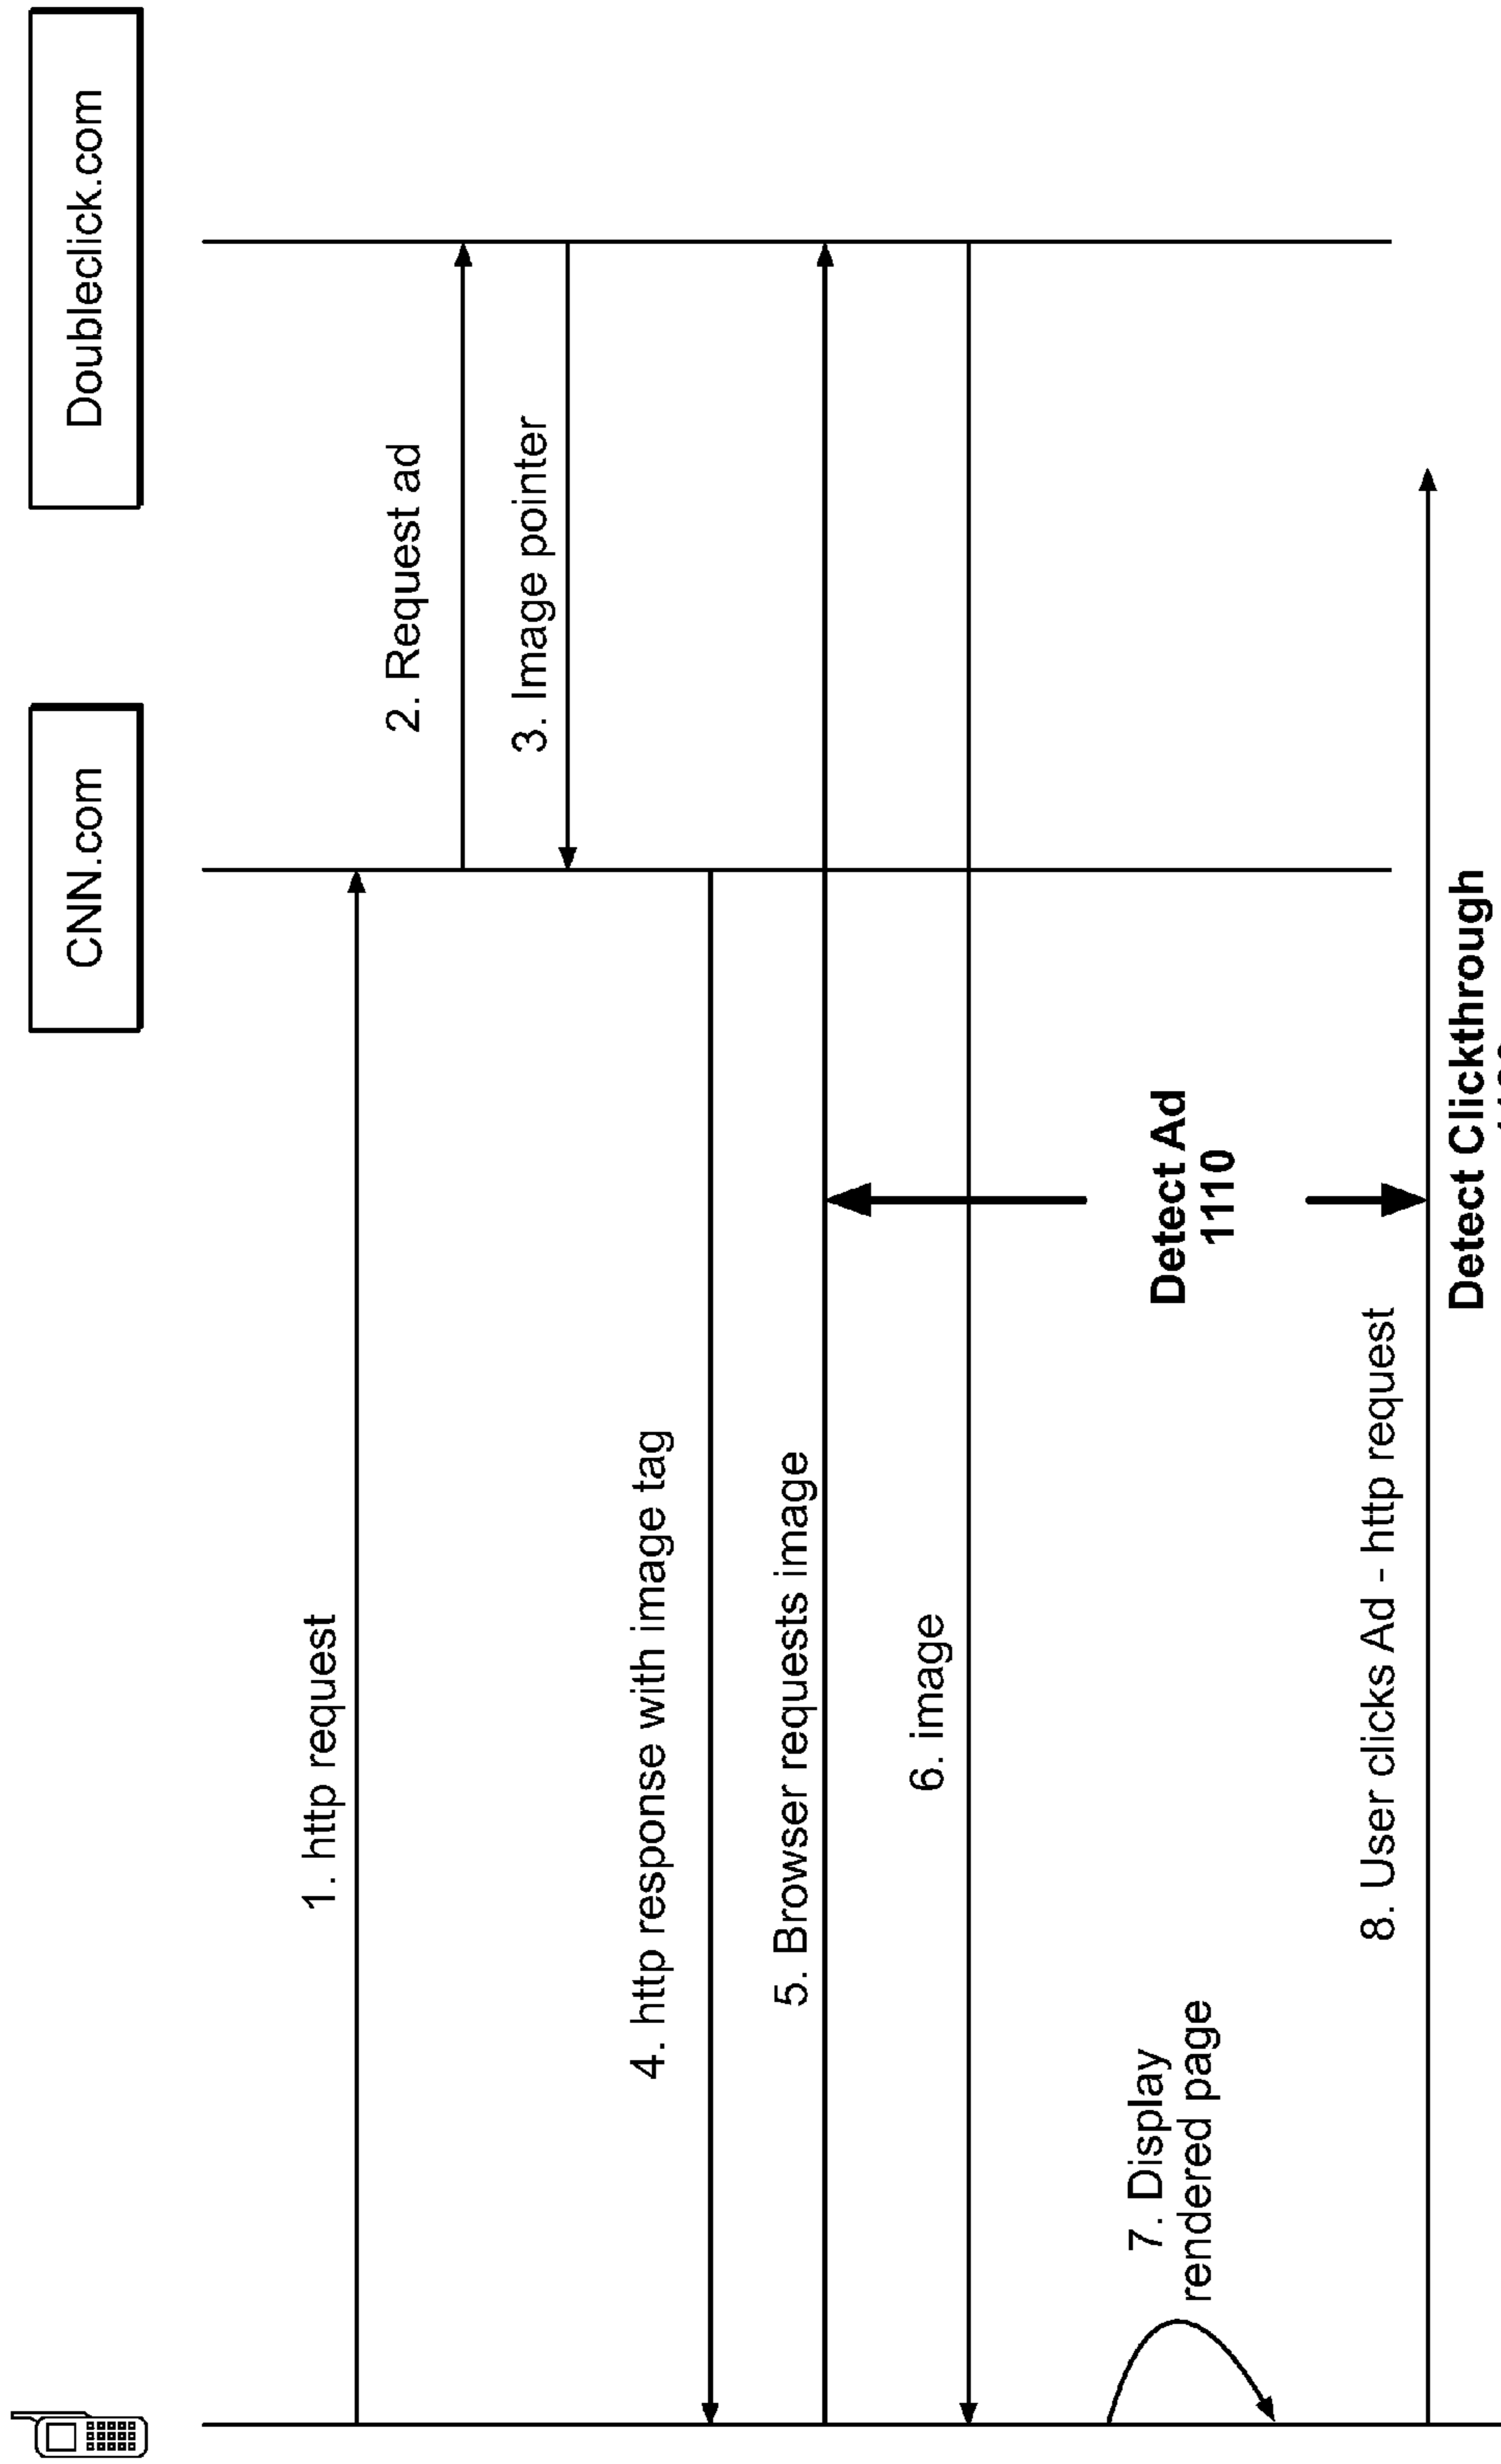 CNN.com
Doubleclick.com
1. http request
2. Request ad
3. Image pointer
4. http response with image tag
5. Browser requests image
6. image
7. Display
rendered page
Detect Ad
1110
8. User clicks Ad - http request
Detect Clickthrough